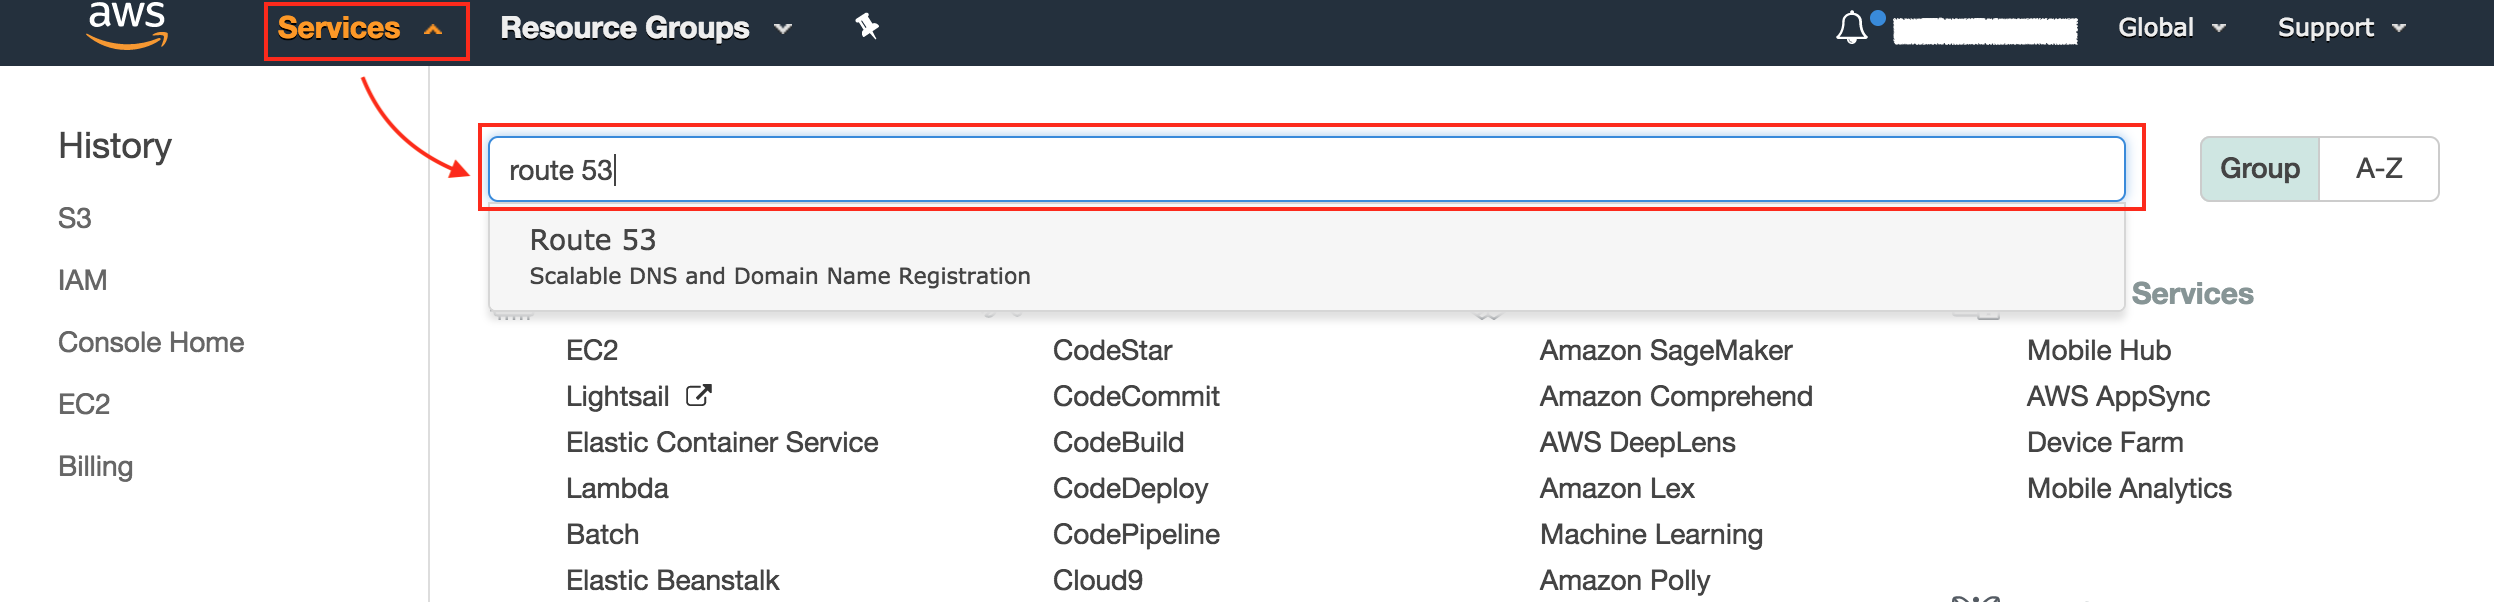 aws
Services
Resource Groups
Global
Support
History
S3
IAM
Console Home
EC2
Billing
route 53
Group
A-Z
Route 53
Scalable DNS and Domain Name Registration
Services
EC2
Lightsail
Elastic Container Service
Lambda
Batch
Elastic Beanstalk
CodeStar
CodeCommit
CodeBuild
CodeDeploy
CodePipeline
Cloud9
Amazon SageMaker
Amazon Comprehend
AWS DeepLens
Amazon Lex
Machine Learning
Amazon Polly
Mobile Hub
AWS AppSync
Device Farm
Mobile Analytics